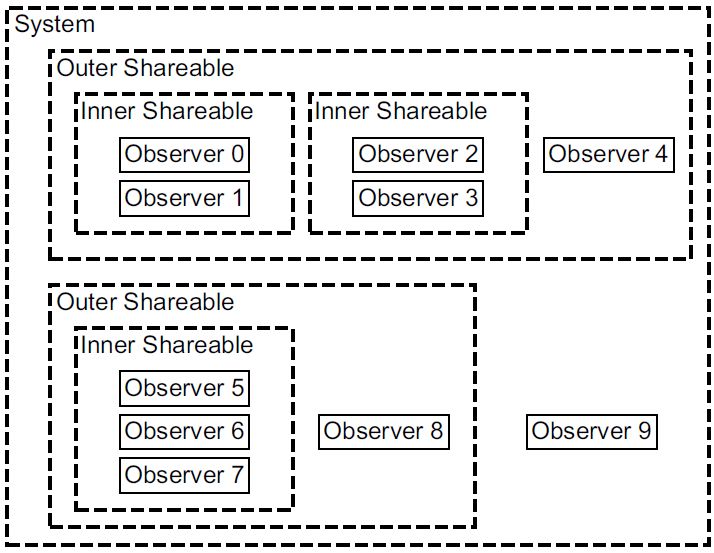 System
Outer Shareable
Inner Shareable
Observer 0
Observer 1
Inner Shareable
Observer 2
Observer 3
Observer 4
Outer Shareable
Inner Shareable
Observer 5
Observer 6
Observer 7
Observer 8
Observer 9